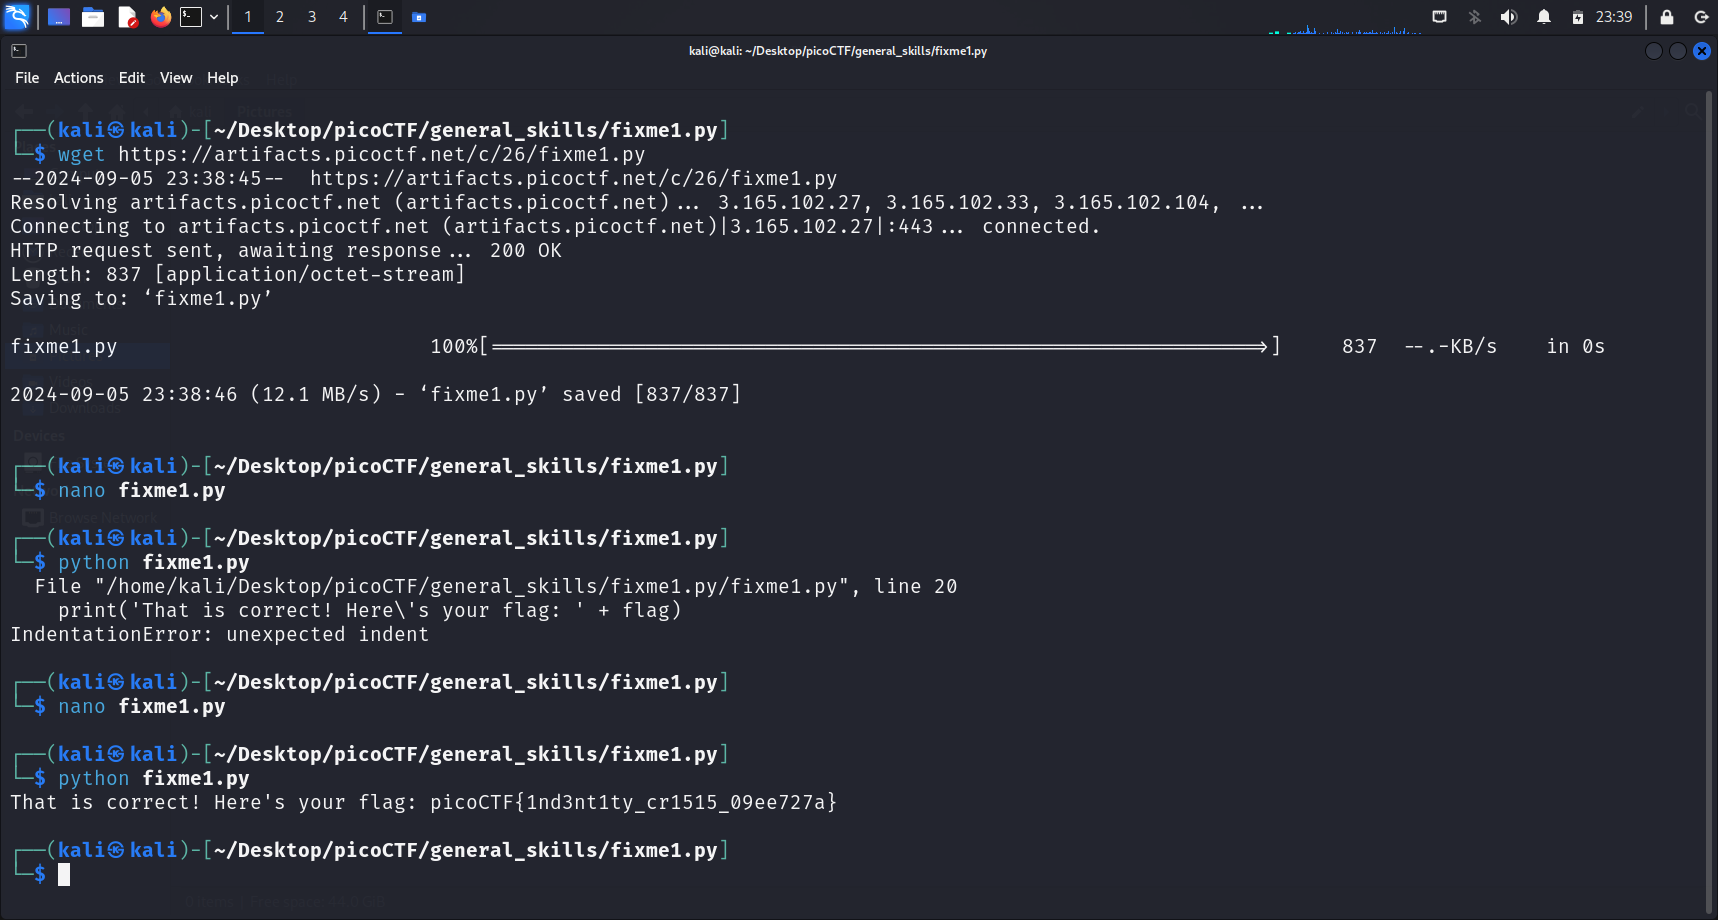 1 2 3 4 23:39
kali@kali: ~/Desktop/picoCTF/general_skills/fixme1.py
File Actions Edit View Help
┌──(kali㉿kali)-[~/Desktop/picoCTF/general_skills/fixme1.py]
└─$ wget https://artifacts.picoctf.net/c/26/fixme1.py
--2024-09-05 23:38:45-- https://artifacts.picoctf.net/c/26/fixme1.py
Resolving artifacts.picoctf.net (artifacts.picoctf.net)... 3.165.102.27, 3.165.102.33, 3.165.102.104, ...
Connecting to artifacts.picoctf.net (artifacts.picoctf.net)|3.165.102.27|:443... connected.
HTTP request sent, awaiting response... 200 OK
Length: 837 [application/octet-stream]
Saving to: ‘fixme1.py’
fixme1.py 100%[===================================================================>] 837 --.-KB/s in 0s
2024-09-05 23:38:46 (12.1 MB/s) - ‘fixme1.py’ saved [837/837]
┌──(kali㉿kali)-[~/Desktop/picoCTF/general_skills/fixme1.py]
└─$ nano fixme1.py
┌──(kali㉿kali)-[~/Desktop/picoCTF/general_skills/fixme1.py]
└─$ python fixme1.py
File "/home/kali/Desktop/picoCTF/general_skills/fixme1.py/fixme1.py", line 20
print('That is correct! Here\'s your flag: ' + flag)
IndentationError: unexpected indent
┌──(kali㉿kali)-[~/Desktop/picoCTF/general_skills/fixme1.py]
└─$ nano fixme1.py
┌──(kali㉿kali)-[~/Desktop/picoCTF/general_skills/fixme1.py]
└─$ python fixme1.py
That is correct! Here's your flag: picoCTF{1nd3nt1ty_cr1515_09ee727a}
┌──(kali㉿kali)-[~/Desktop/picoCTF/general_skills/fixme1.py]
└─$